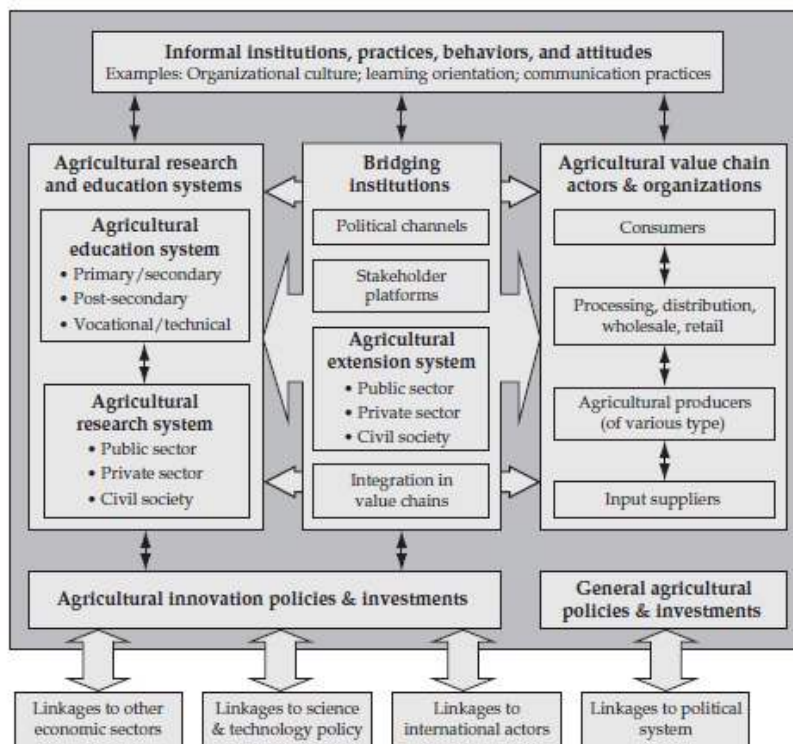 Informal institutions, practices, behaviors, and attitudes
Examples: Organizational culture; learning orientation; communication practices
Agricultural research
and education systems
Agricultural
education system
• Primary/secondary
• Post-secondary
• Vocational/technical
Agricultural
research system
• Public sector
• Private sector
• Civil society
Bridging
institutions
Political channels
Stakeholder
platforms
Agricultural
extension system
• Public sector
• Private sector
• Civil society
Integration in
value chains
Agricultural value chain
actors & organizations
Consumers
Processing, distribution,
wholesale, retail
Agricultural producers
(of various type)
Input suppliers
Agricultural innovation policies & investments
General agricultural
policies & investments
Linkages to other
economic sectors
Linkages to science
& technology policy
Linkages to
international actors
Linkages to political
system